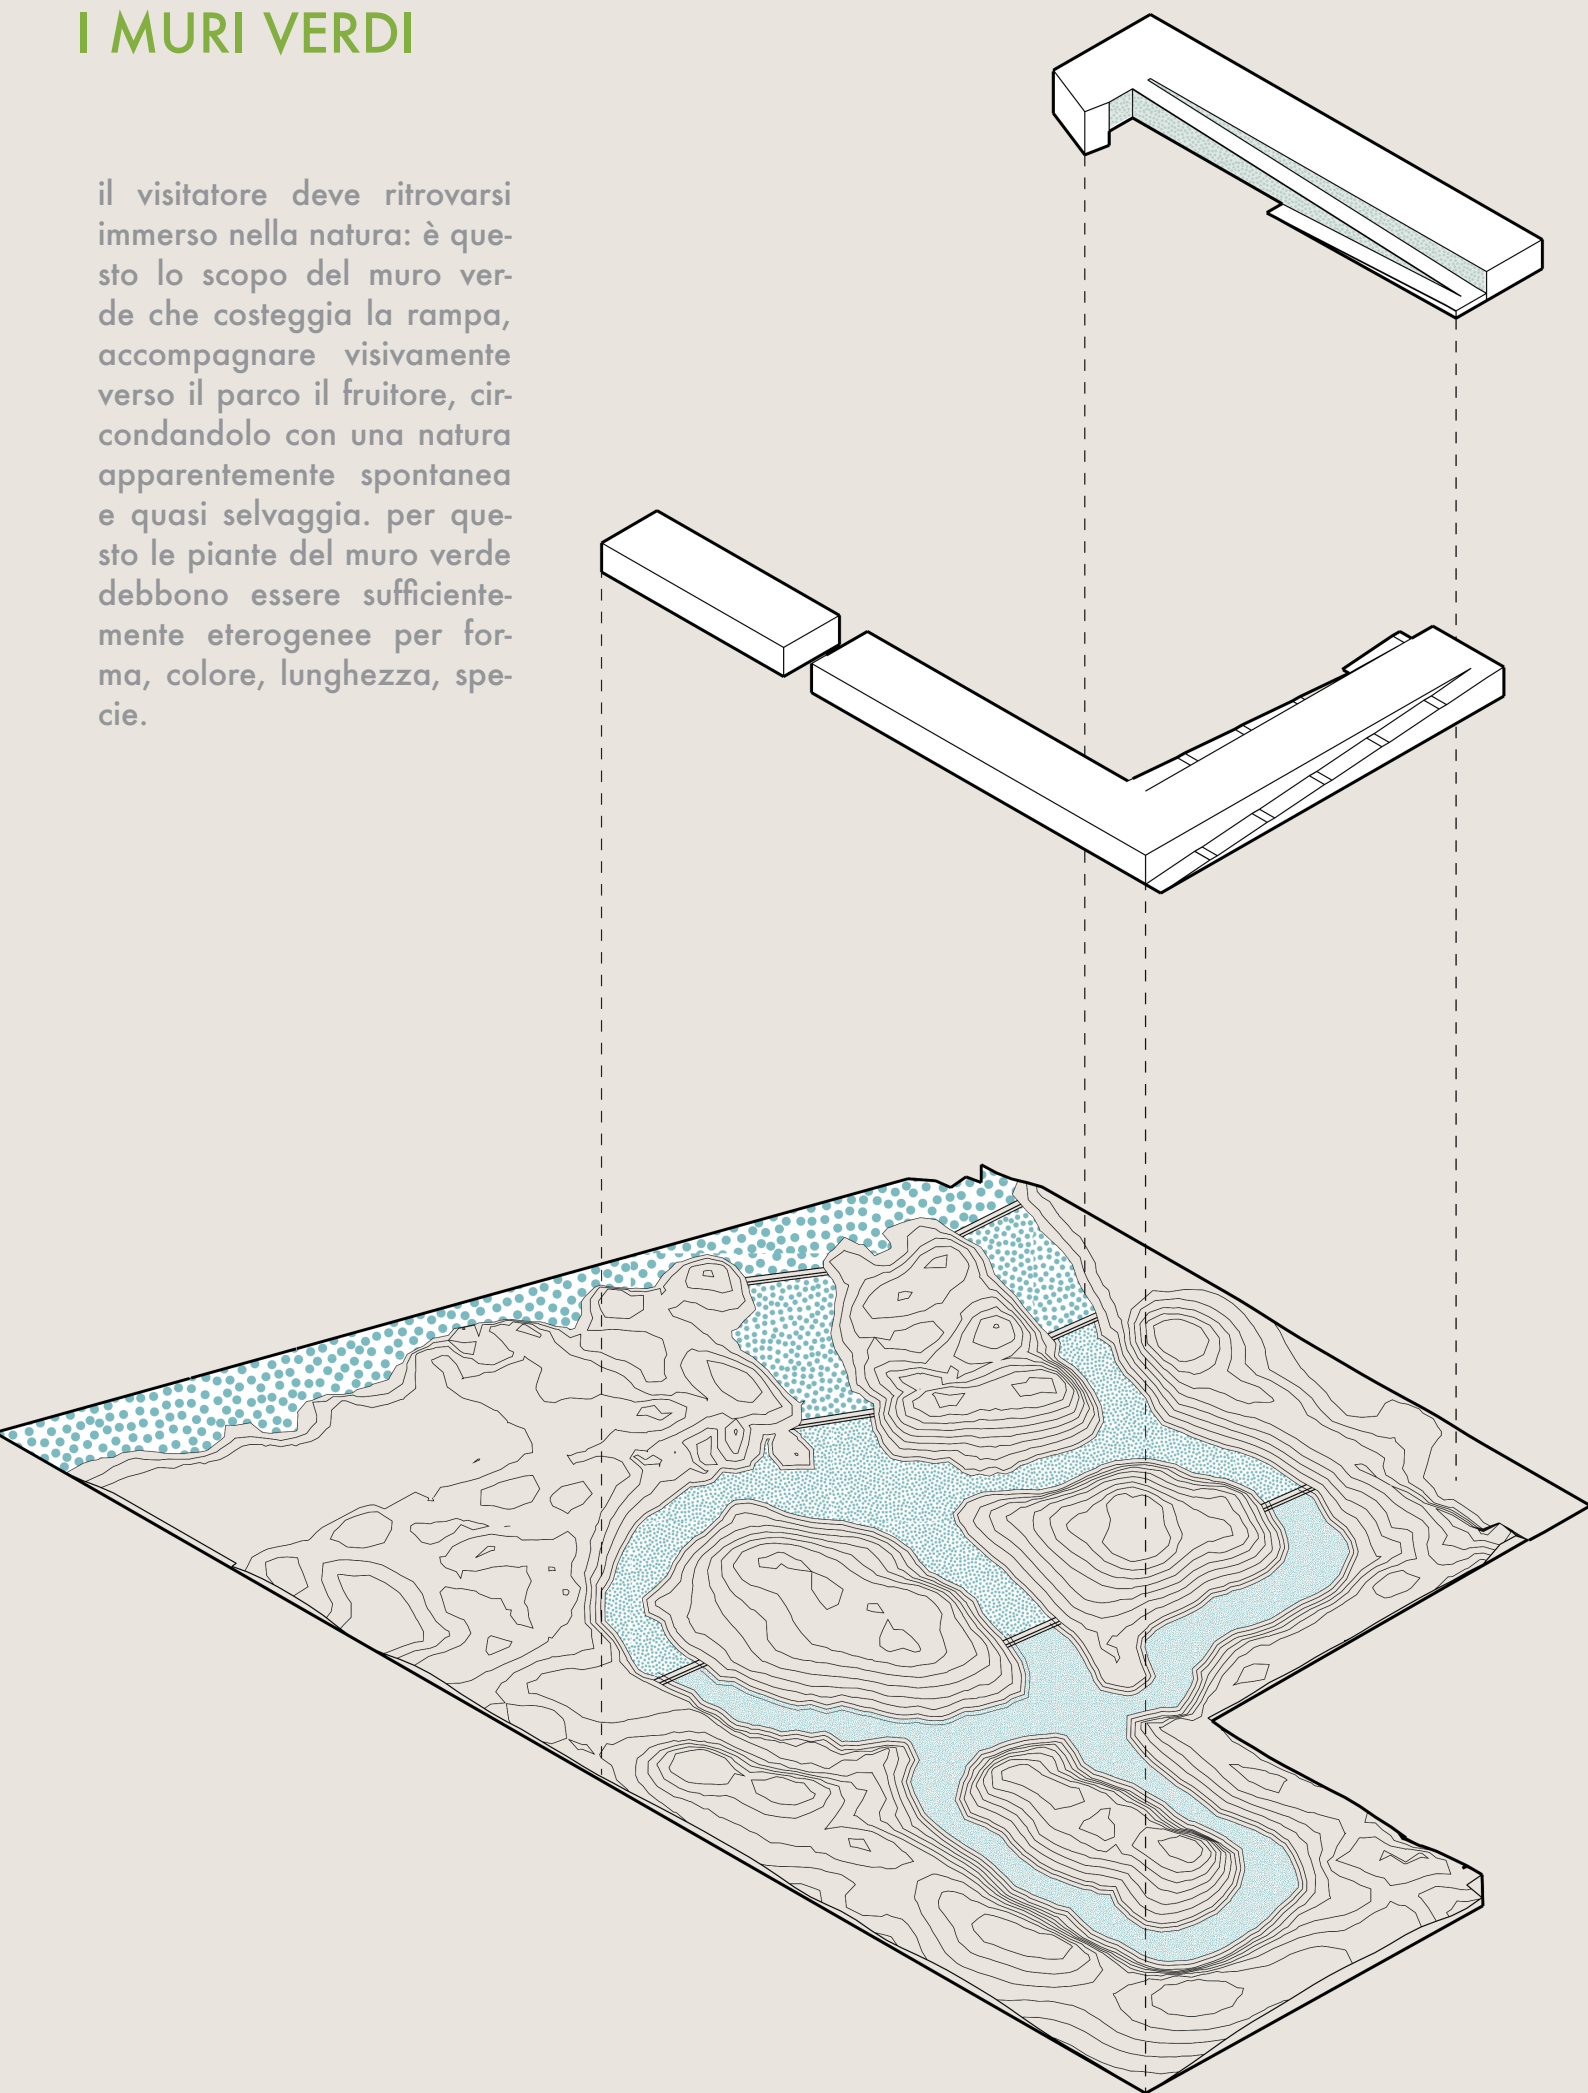 I MURI VERDI
il visitatore deve ritrovarsi
immerso nella natura: è que-
sto lo scopo del muro ver-
de che costeggia la rampa,
accompagnare visivamente
verso il parco il fruitore, cir-
condandolo con una natura
apparentemente spontanea
e quasi selvaggia. per que-
sto le piante del muro verde
debbono essere sufficiente-
mente eterogenee per for-
ma, colore, lunghezza, spe-
cie.